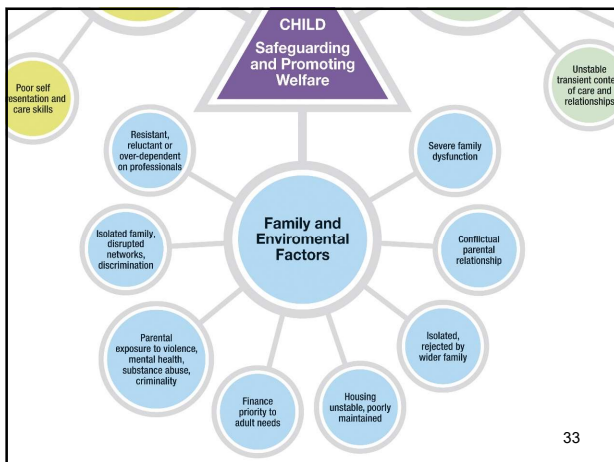 CHILD
Safeguarding
and Promoting
Welfare
Poor self
care skills
Unstable
transient
of care and
relationships
Resistant,
reluctant or
over-dependent
on professionals
Severe family
dysfunction
Isolated family,
disrupted
networks,
discrimination
Family and
Enviromental
Factors
Conflictual
parental
relationship
Parental
exposure to violence,
mental health,
substance abuse,
criminality
Isolated,
rejected by
wider family
Finance
priority to
adult needs
Housing
unstable, poorly
maintained
33